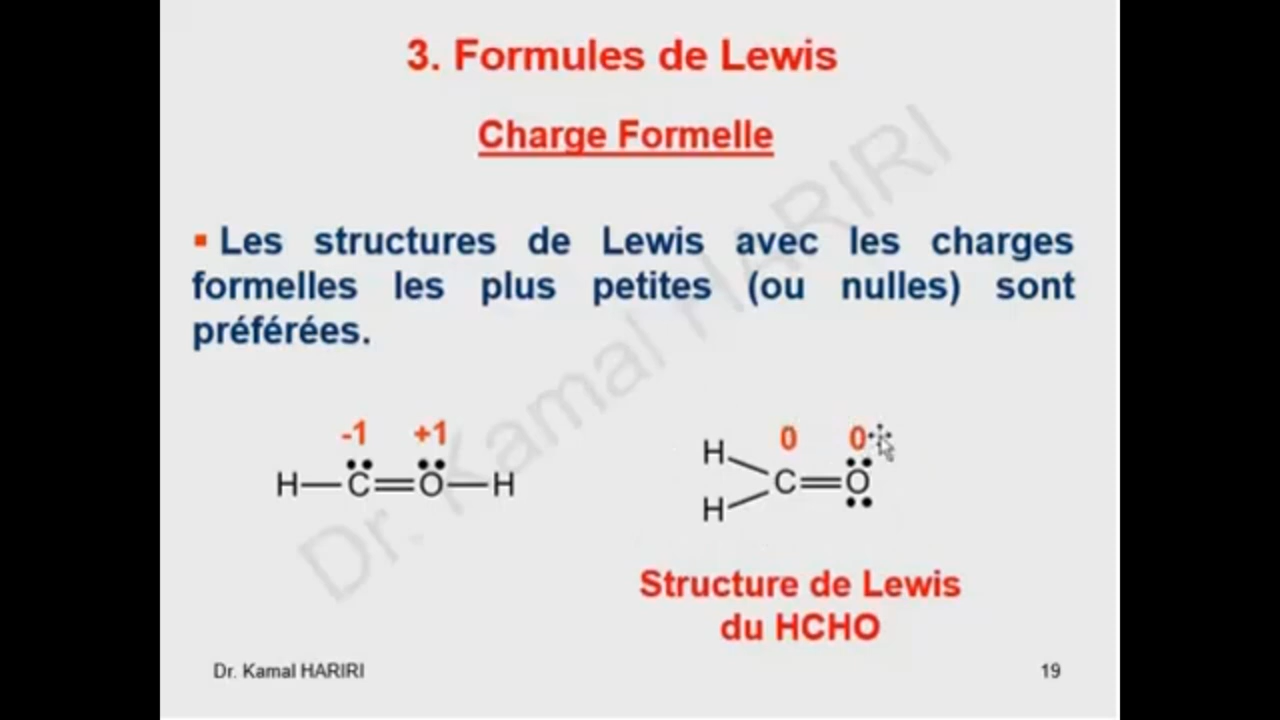 3. Formules de Lewis
Charge Formelle
Les structures de Lewis avec les charges
formelles les plus petites (ou nulles) sont
préférées.
-1 +1
H—C=O—H
0 0
H
C=O
H
Structure de Lewis
du HCHO
Dr. Kamal HARIRI
Dr. Kamal HARIRI
19